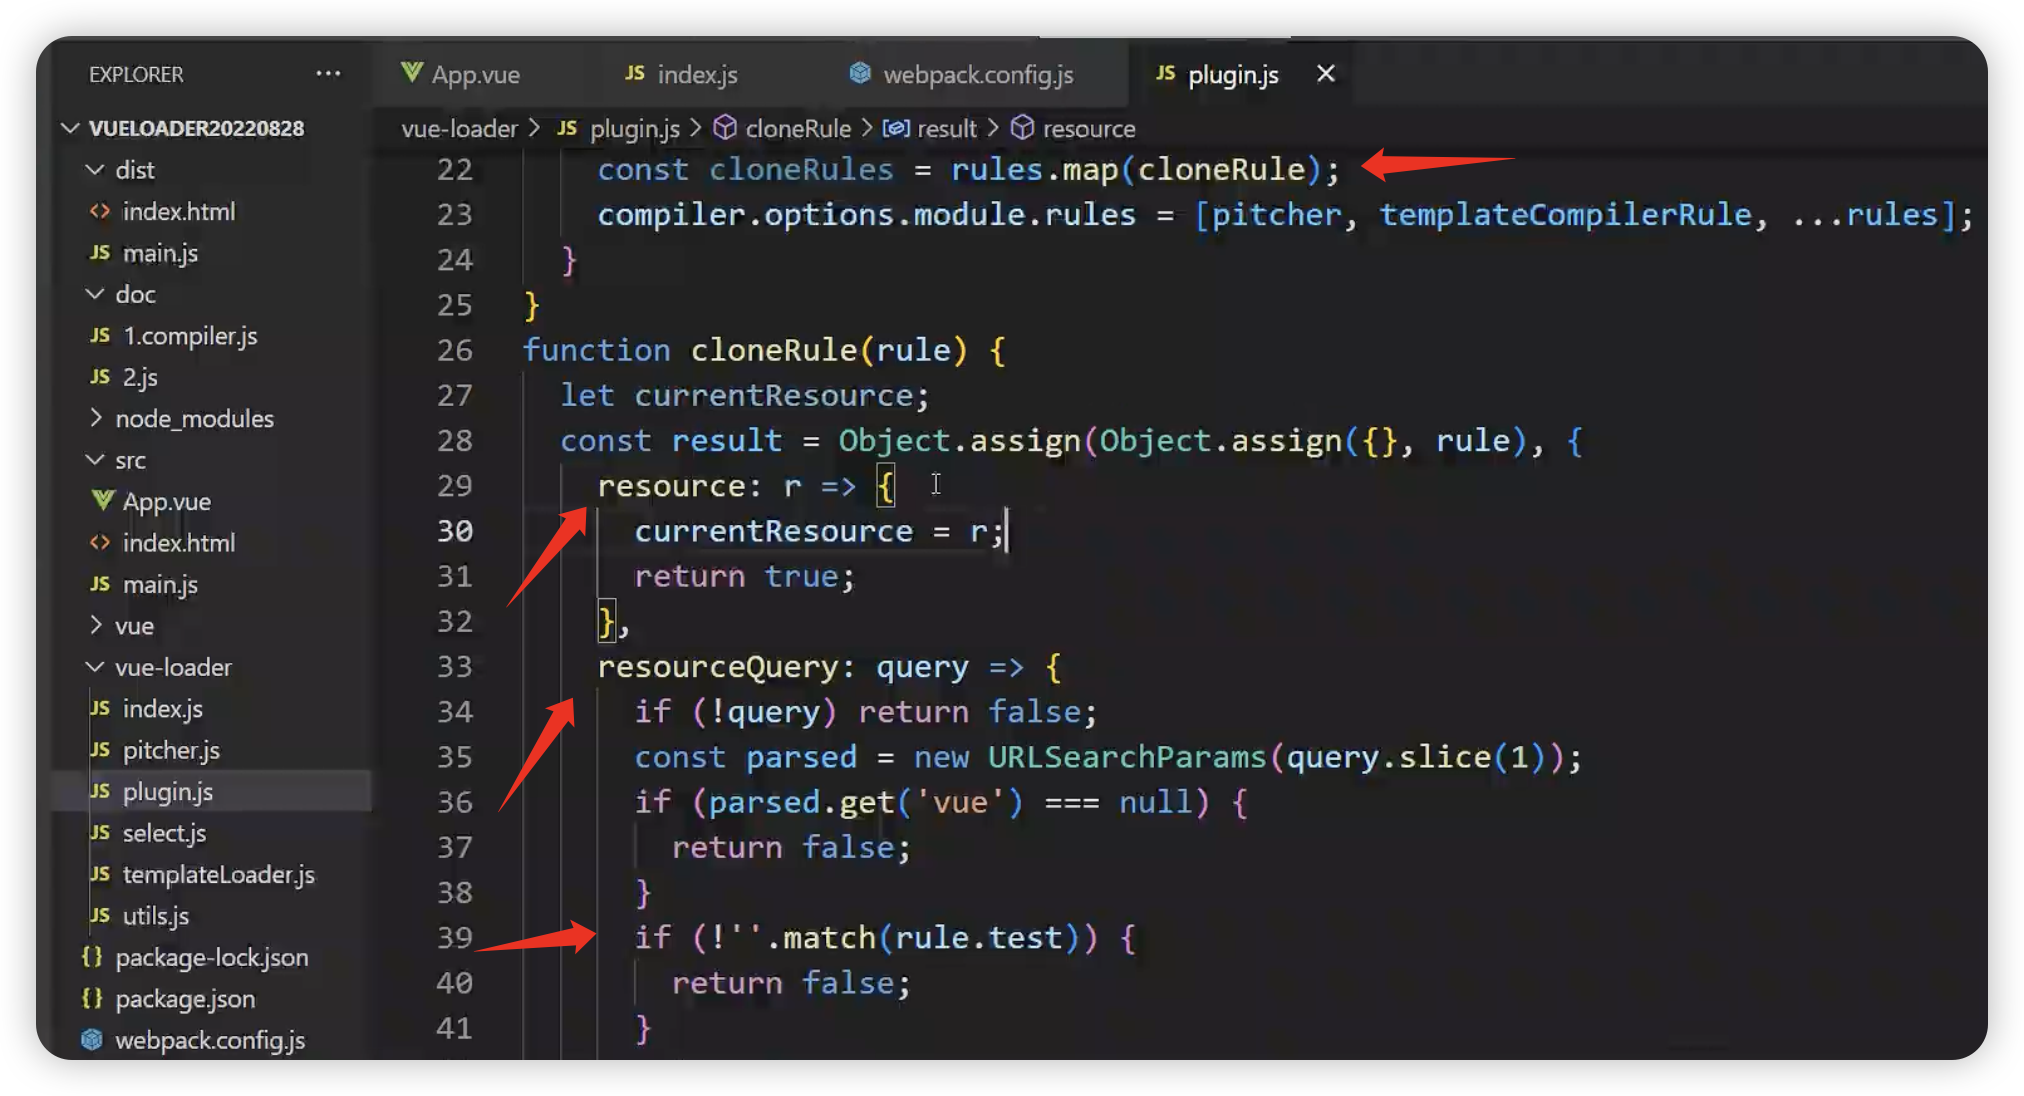 EXPLORER ...
VUELOADER20220828
dist
<> index.html
JS main.js
doc
JS 1.compiler.js
JS 2.js
node_modules
src
App.vue
<> index.html
JS main.js
vue
vue-loader
JS index.js
JS pitcher.js
JS plugin.js
JS select.js
JS templateLoader.js
JS utils.js
{} package-lock.json
{} package.json
webpack.config.js
App.vue JS index.js webpack.config.js JS plugin.js
vue-loader > JS plugin.js > cloneRule > result > resource
22 const cloneRules = rules.map(cloneRule);
23 compiler.options.module.rules = [pitcher, templateCompilerRule, ...rules];
24 }
25 }
26 function cloneRule(rule) {
27 let currentResource;
28 const result = Object.assign(Object.assign({}, rule), {
29 resource: r => {
30 currentResource = r;
31 return true;
32 },
33 resourceQuery: query => {
34 if (!query) return false;
35 const parsed = new URLSearchParams(query.slice(1));
36 if (parsed.get('vue') === null) {
37 return false;
38 }
39 if (!''.match(rule.test)) {
40 return false;
41 }